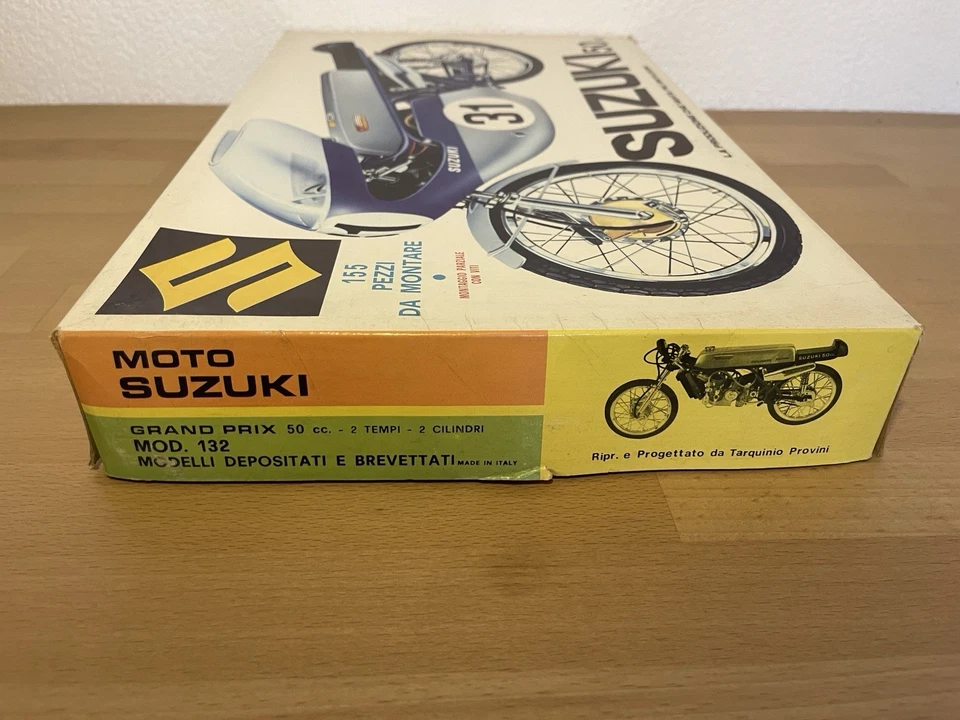 SUZUKI
31
SUZUKI
1
155
PEZZI
DA MONTARE
MONTAGGIO PARZIALE
CON VITI
MOTO
SUZUKI
GRAND PRIX 50 cc. - 2 TEMPI - 2 CILINDRI
MOD. 132
MODELLI DEPOSITATI E BREVETTATI MADE IN ITALY
SUZUKI 50
Ripr. e Progettato da Tarquinio Provini